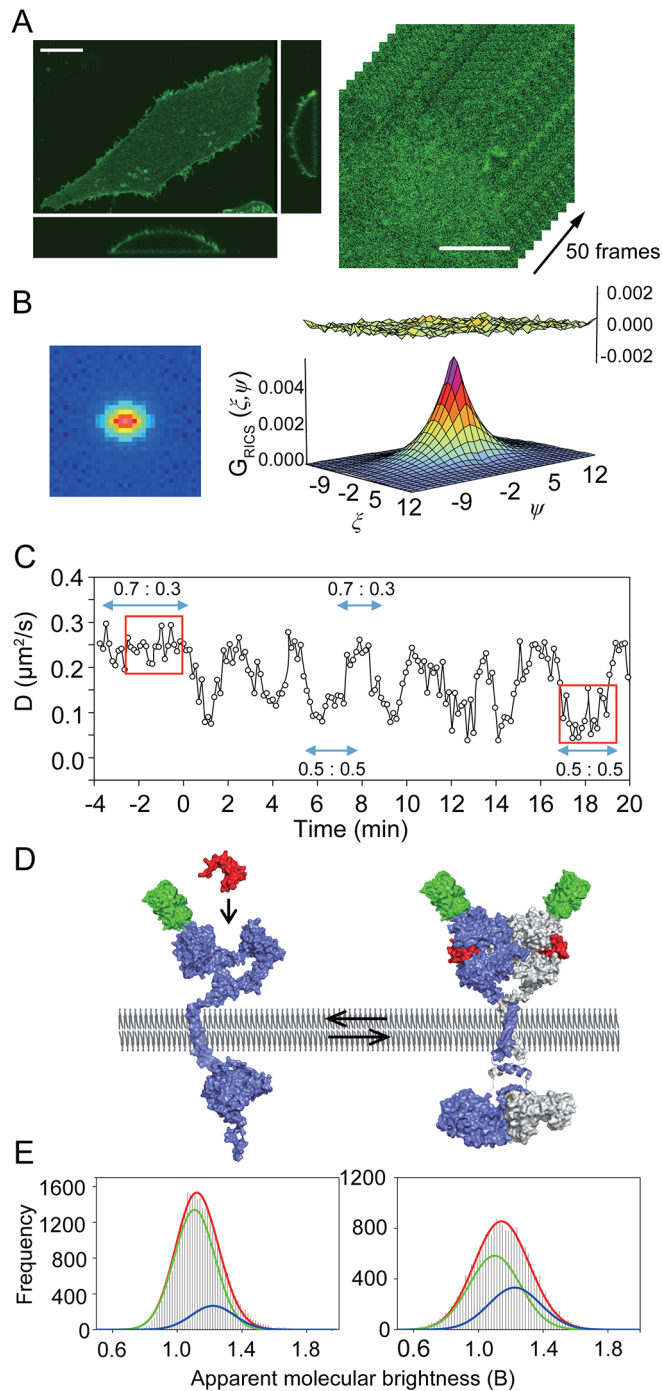 A
50 frames
B
0.002
0.000
-0.002
0.004
0.002
0.000
G_RICS (ξ,ψ)
-9 -2 5 12
ξ
-9 -2 5 12
ψ
C
0.4
0.3
0.2
0.1
0.0
D (µm²/s)
0.7 : 0.3
0.7 : 0.3
0.5 : 0.5
0.5 : 0.5
-4 -2 0 2 4 6 8 10 12 14 16 18 20
Time (min)
D
E
1600
1200
800
400
0
Frequency
0.6 1.0 1.4 1.8
1200
800
400
0
0.6 1.0 1.4 1.8
Apparent molecular brightness (B)